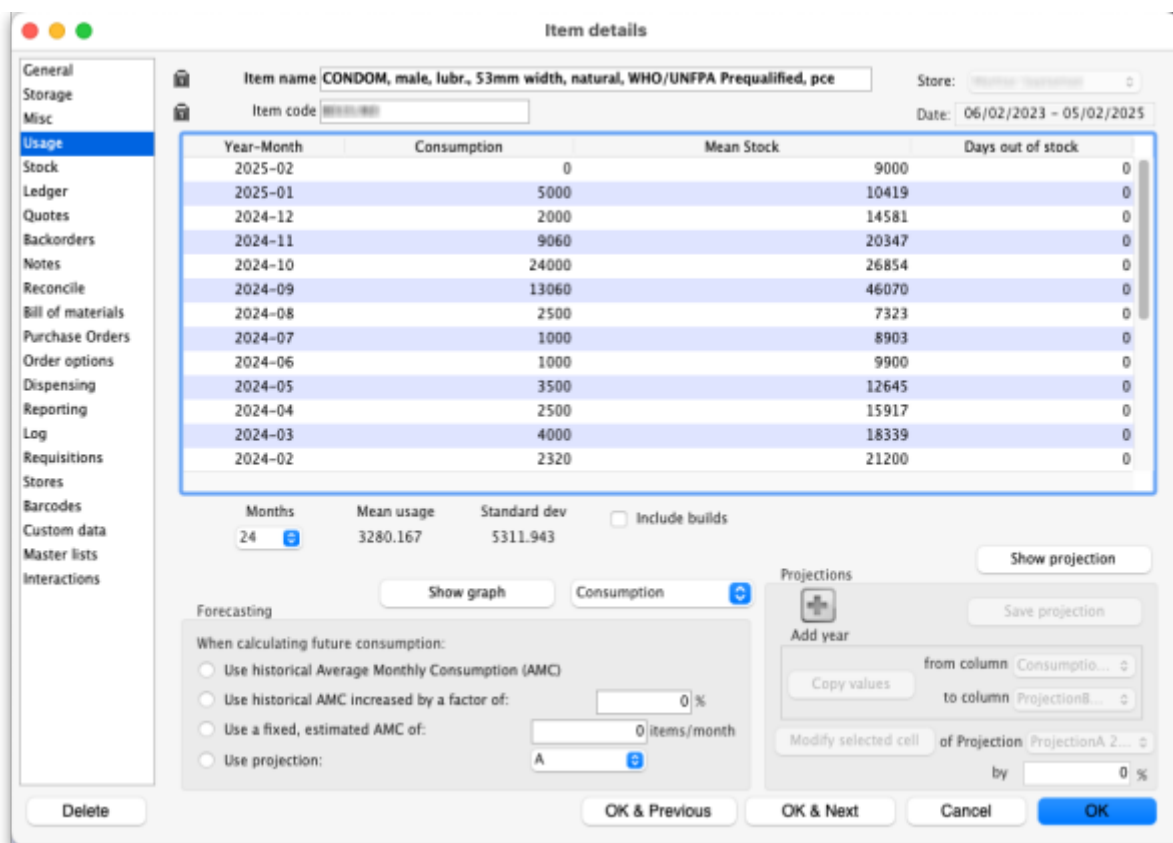 Item details
General
Storage
Misc
Usage
Stock
Ledger
Quotes
Backorders
Notes
Reconcile
Bill of materials
Purchase Orders
Order options
Dispensing
Reporting
Log
Requisitions
Stores
Barcodes
Custom data
Master lists
Interactions
Item name CONDOM, male, lubr., 53mm width, natural, WHO/UNFPA Prequalified, pce
Store:
Item code
Date: 06/02/2023 - 05/02/2025
Year-Month Consumption Mean Stock Days out of stock
2025-02 0 9000 0
2025-01 5000 10419 0
2024-12 2000 14581 0
2024-11 9060 20347 0
2024-10 24000 26854 0
2024-09 13060 46070 0
2024-08 2500 7323 0
2024-07 1000 8903 0
2024-06 1000 9900 0
2024-05 3500 12645 0
2024-04 2500 15917 0
2024-03 4000 18339 0
2024-02 2320 21200 0
Months Mean usage Standard dev
24 3280.167 5311.943
Include builds
Show projection
Show graph
Consumption
Forecasting
When calculating future consumption:
Use historical Average Monthly Consumption (AMC)
Use historical AMC increased by a factor of: 0 %
Use a fixed, estimated AMC of: 0 items/month
Use projection: A
Projections
Add year
Save projection
Copy values
from column Consumptio...
to column ProjectionB...
Modify selected cell of Projection ProjectionA 2...
by 0 %
Delete
OK & Previous
OK & Next
Cancel
OK